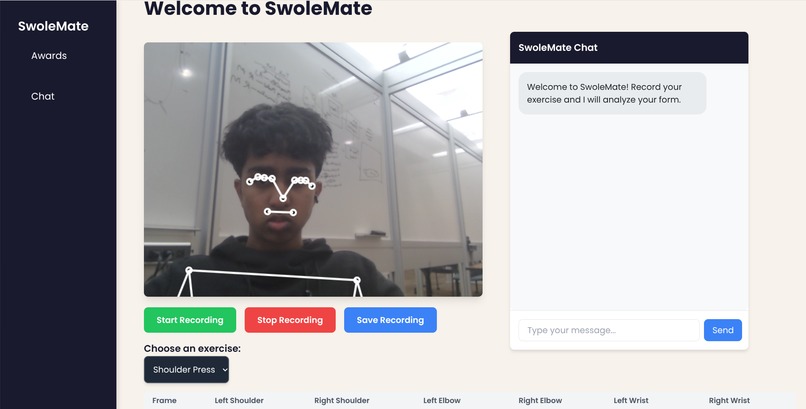 SwoleMate
Awards
Chat
Welcome to SwoleMate
Start Recording
Stop Recording
Save Recording
Choose an exercise:
Shoulder Press
Frame Left Shoulder Right Shoulder Left Elbow Right Elbow Left Wrist Right Wrist
SwoleMate Chat
Welcome to SwoleMate! Record your
exercise and I will analyze your form.
Type your message...
Send